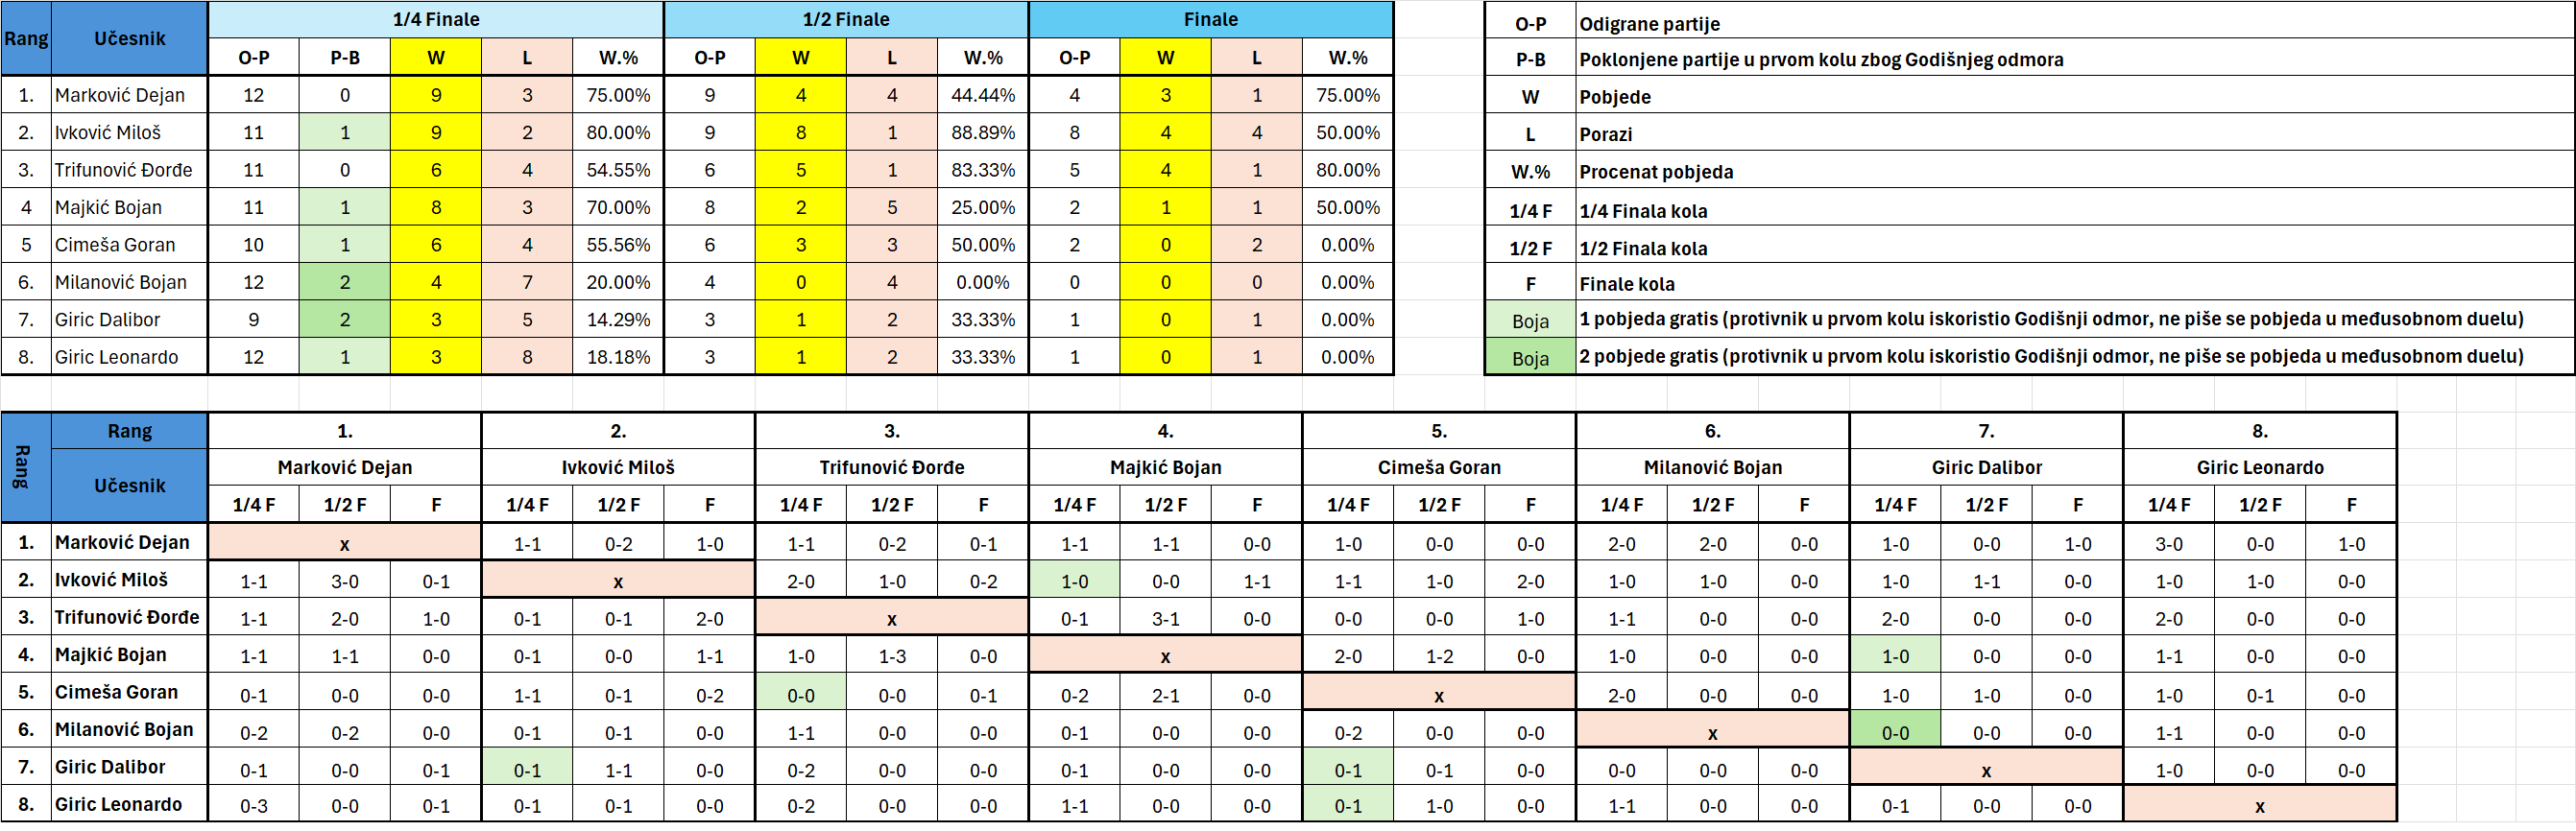 Rang Učesnik 1/4 Finale 1/2 Finale Finale
O-P P-B W L W.% O-P W L W.% O-P W L W.%
1. Marković Dejan 12 0 9 3 75.00% 9 4 4 44.44% 4 3 1 75.00%
2. Ivković Miloš 11 1 9 2 80.00% 9 8 1 88.89% 8 4 4 50.00%
3. Trifunović Đorđe 11 0 6 4 54.55% 6 5 1 83.33% 5 4 1 80.00%
4 Majkić Bojan 11 1 8 3 70.00% 8 2 5 25.00% 2 1 1 50.00%
5 Cimeša Goran 10 1 6 4 55.56% 6 3 3 50.00% 2 0 2 0.00%
6. Milanović Bojan 12 2 4 7 20.00% 4 0 4 0.00% 0 0 0 0.00%
7. Giric Dalibor 9 2 3 5 14.29% 3 1 2 33.33% 1 0 1 0.00%
8. Giric Leonardo 12 1 3 8 18.18% 3 1 2 33.33% 1 0 1 0.00%
O-P Odigrane partije
P-B Poklonjene partije u prvom kolu zbog Godišnjeg odmora
W Pobjede
L Porazi
W.% Procenat pobjeda
1/4 F 1/4 Finala kola
1/2 F 1/2 Finala kola
F Finale kola
Boja 1 pobjeda gratis (protivnik u prvom kolu iskoristio Godišnji odmor, ne piše se pobjeda u međusobnom duelu)
Boja 2 pobjede gratis (protivnik u prvom kolu iskoristio Godišnji odmor, ne piše se pobjeda u međusobnom duelu)
Rang Rang 1. 2. 3. 4. 5. 6. 7. 8.
Učesnik Marković Dejan Ivković Miloš Trifunović Đorđe Majkić Bojan Cimeša Goran Milanović Bojan Giric Dalibor Giric Leonardo
1/4 F 1/2 F F 1/4 F 1/2 F F 1/4 F 1/2 F F 1/4 F 1/2 F F 1/4 F 1/2 F F 1/4 F 1/2 F F 1/4 F 1/2 F F 1/4 F 1/2 F F
1. Marković Dejan x 1-1 0-2 1-0 1-1 0-2 0-1 1-1 1-1 0-0 1-0 0-0 0-0 2-0 2-0 0-0 1-0 0-0 1-0 3-0 0-0 1-0
2. Ivković Miloš 1-1 3-0 0-1 x 2-0 1-0 0-2 1-0 0-0 1-1 1-1 1-0 2-0 1-0 1-0 0-0 1-0 1-1 0-0 1-0 1-0 0-0
3. Trifunović Đorđe 1-1 2-0 1-0 0-1 0-1 2-0 x 0-1 3-1 0-0 0-0 0-0 1-0 1-1 0-0 0-0 2-0 0-0 0-0 2-0 0-0 0-0
4. Majkić Bojan 1-1 1-1 0-0 0-1 0-0 1-1 1-0 1-3 0-0 x 2-0 1-2 0-0 1-0 0-0 0-0 1-0 0-0 0-0 1-1 0-0 0-0
5. Cimeša Goran 0-1 0-0 0-0 1-1 0-1 0-2 0-0 0-0 0-1 0-2 2-1 0-0 x 2-0 0-0 0-0 1-0 1-0 0-0 1-0 0-1 0-0
6. Milanović Bojan 0-2 0-2 0-0 0-1 0-1 0-0 1-1 0-0 0-0 0-1 0-0 0-0 0-2 0-0 0-0 x 0-0 0-0 0-0 1-1 0-0 0-0
7. Giric Dalibor 0-1 0-0 0-1 0-1 1-1 0-0 0-2 0-0 0-0 0-1 0-0 0-0 0-1 0-1 0-0 0-0 0-0 0-0 x 1-0 0-0 0-0
8. Giric Leonardo 0-3 0-0 0-1 0-1 0-1 0-0 0-2 0-0 0-0 1-1 0-0 0-0 0-1 1-0 0-0 1-1 0-0 0-0 0-1 0-0 0-0 x